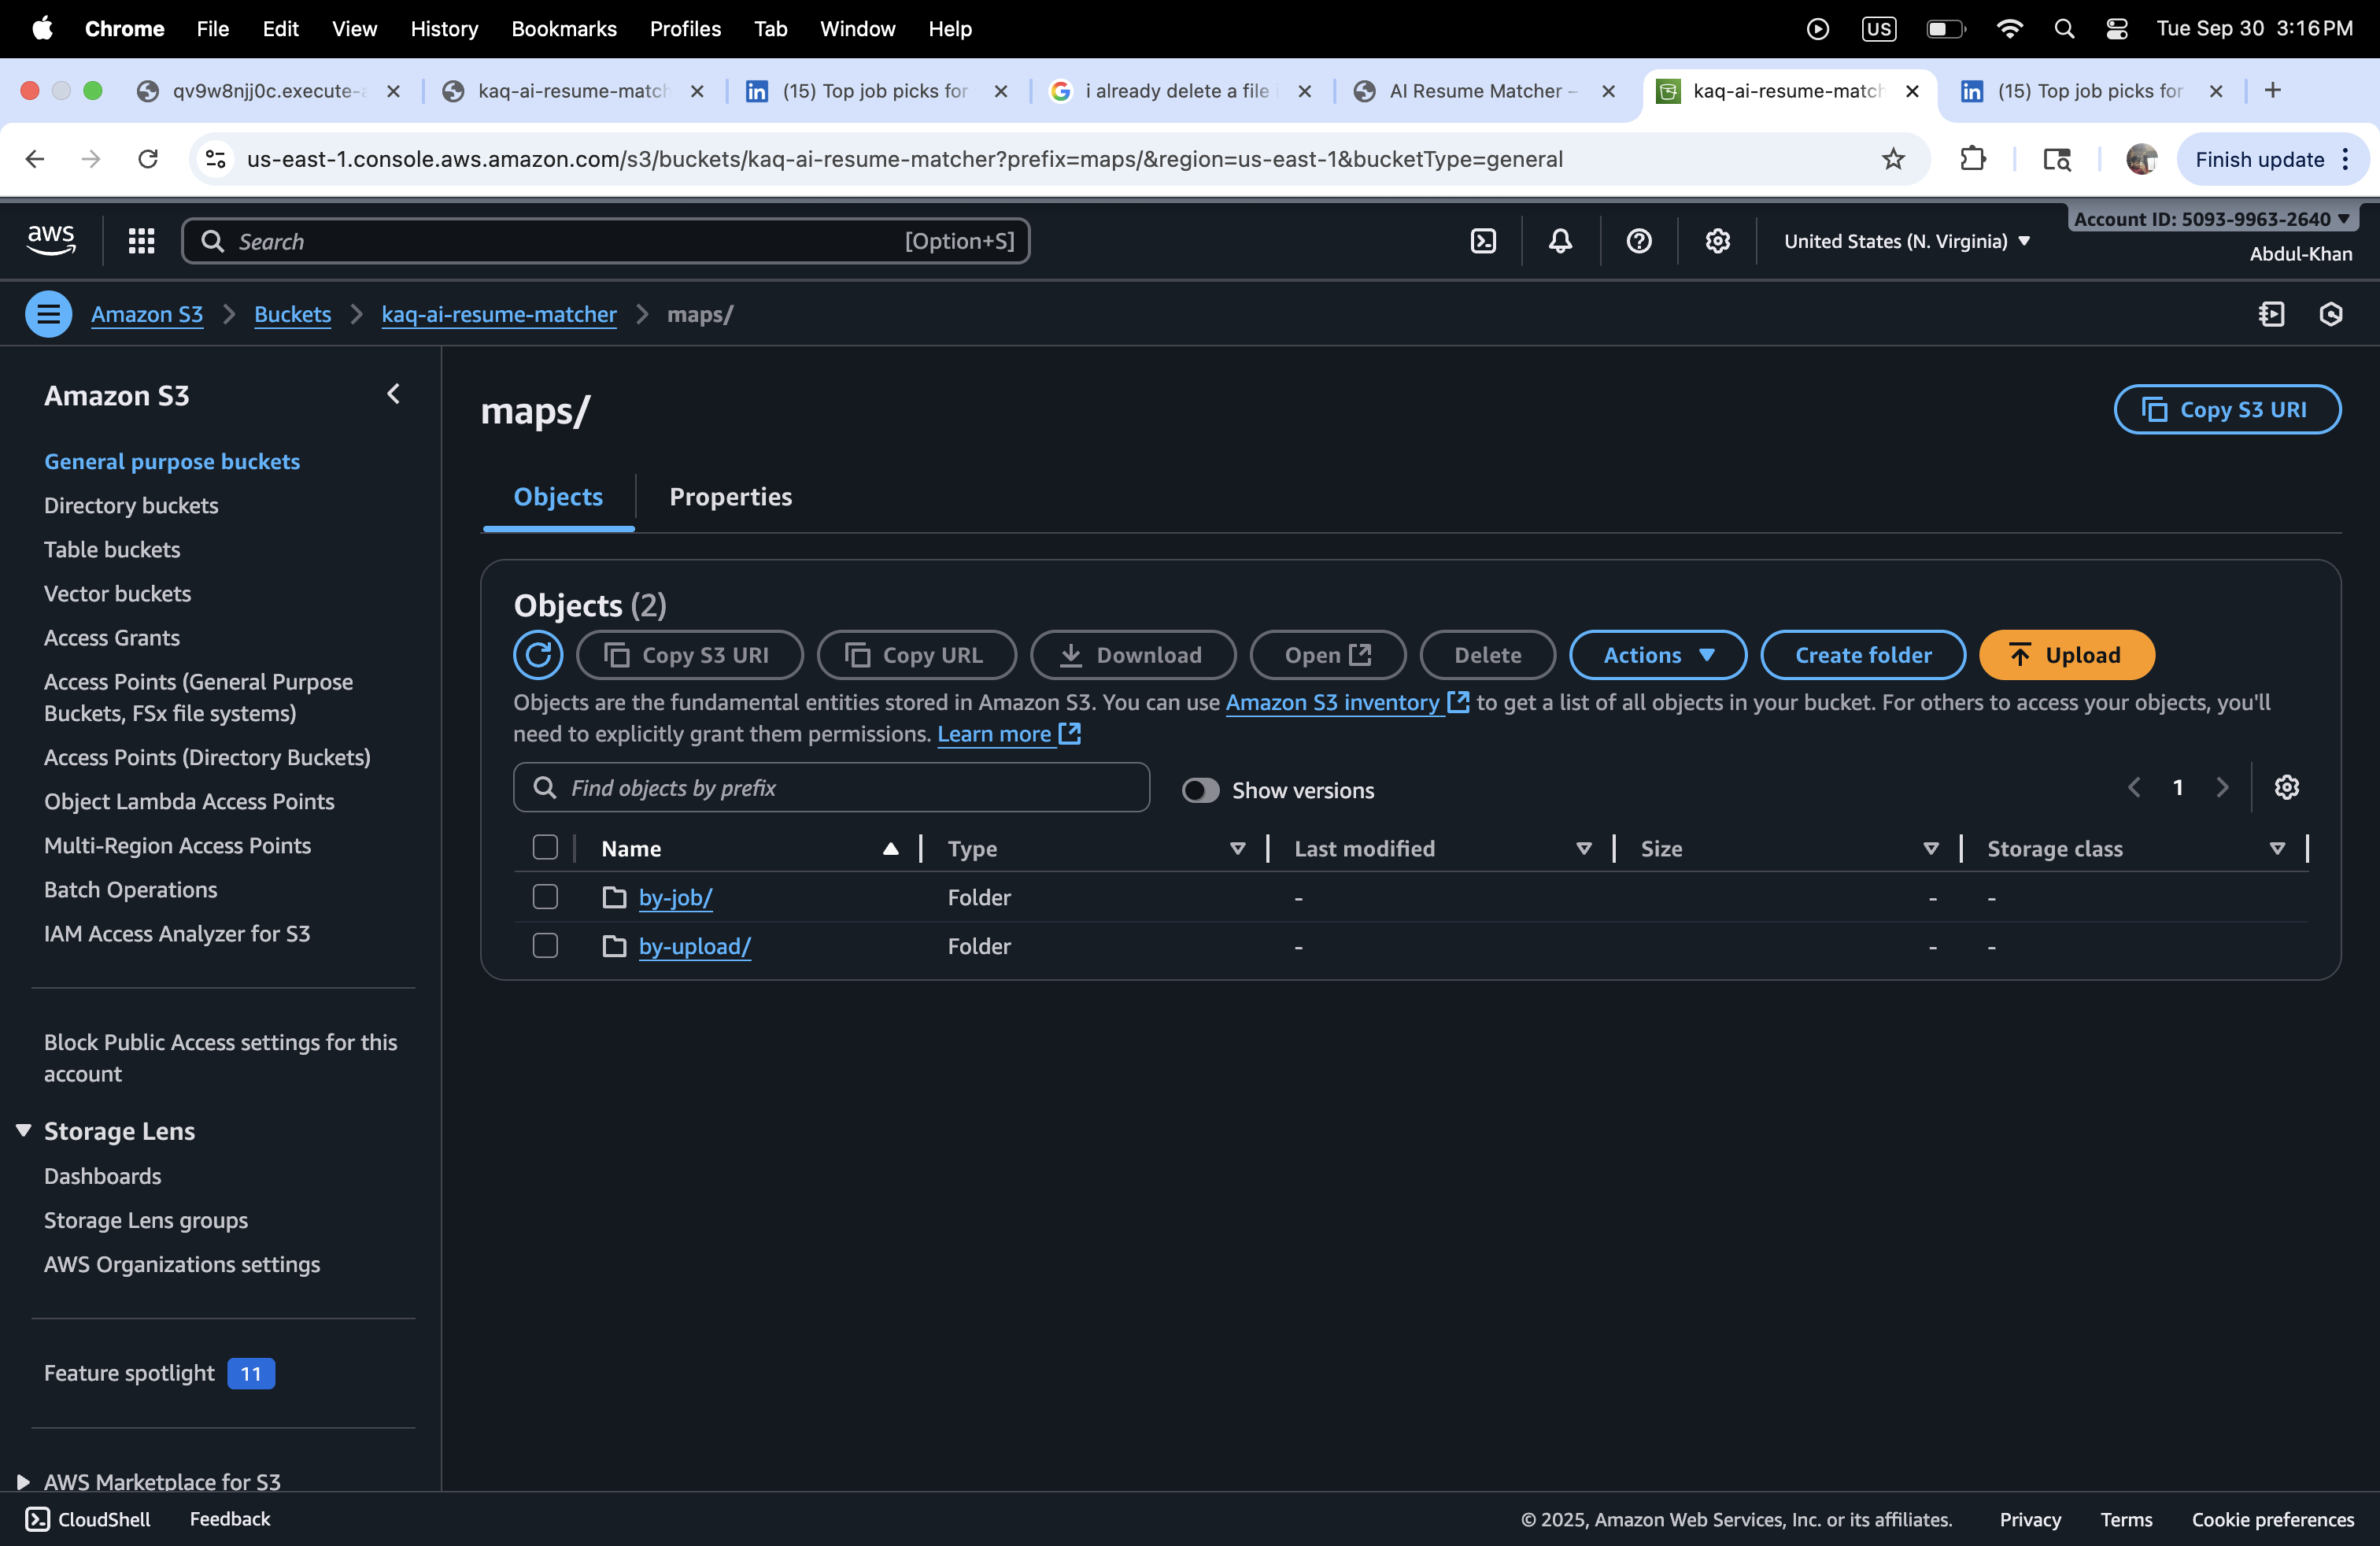 Chrome File Edit View History Bookmarks Profiles Tab Window Help US Tue Sep 30 3:16 PM
qv9w8njj0c.execute- kaq-ai-resume-match (15) Top job picks for i already delete a file AI Resume Matcher - kaq-ai-resume-match (15) Top job picks for
us-east-1.console.aws.amazon.com/s3/buckets/kaq-ai-resume-matcher?prefix=maps/&region=us-east-1&bucketType=general Finish update
aws Search [Option+S] United States (N. Virginia) Account ID: 5093-9963-2640
Abdul-Khan
Amazon S3 Buckets kaq-ai-resume-matcher maps/
Amazon S3
General purpose buckets
Directory buckets
Table buckets
Vector buckets
Access Grants
Access Points (General Purpose
Buckets, FSx file systems)
Access Points (Directory Buckets)
Object Lambda Access Points
Multi-Region Access Points
Batch Operations
IAM Access Analyzer for S3
Block Public Access settings for this
account
Storage Lens
Dashboards
Storage Lens groups
AWS Organizations settings
Feature spotlight 11
AWS Marketplace for S3
maps/
Copy S3 URI
Objects Properties
Objects (2)
Copy S3 URI Copy URL Download Open Delete Actions Create folder Upload
Objects are the fundamental entities stored in Amazon S3. You can use Amazon S3 inventory to get a list of all objects in your bucket. For others to access your objects, you'll
need to explicitly grant them permissions. Learn more
Find objects by prefix Show versions 1
Name Type Last modified Size Storage class
by-job/ Folder - - -
by-upload/ Folder - - -
CloudShell Feedback © 2025, Amazon Web Services, Inc. or its affiliates. Privacy Terms Cookie preferences